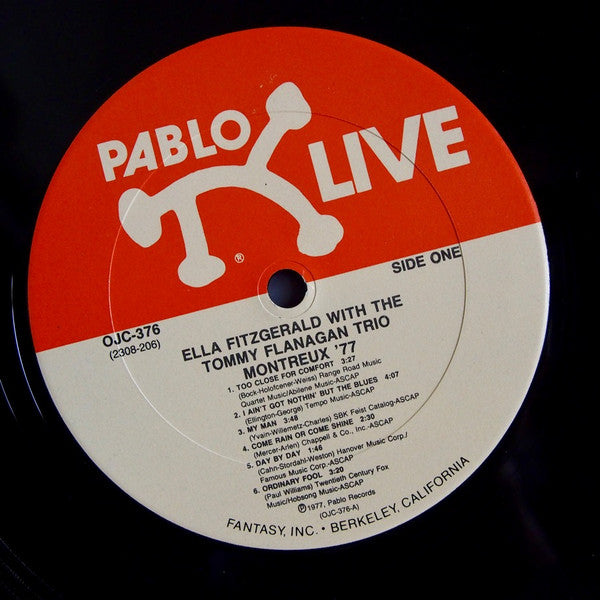 PABLO LIVE
®
SIDE ONE
OJC-376
(2308-206)
ELLA FITZGERALD WITH THE
TOMMY FLANAGAN TRIO
MONTREUX '77
1. TOO CLOSE FOR COMFORT 3:27
(Bock-Holofcener-Weiss) Range Road Music
Quartet Music/Abilene Music-ASCAP
2. I AIN'T GOT NOTHIN' BUT THE BLUES 4:07
(Ellington-George) Tempo Music-ASCAP
3. MY MAN 3:48
(Yvain-Willemetz-Charles) SBK Feist Catalog-ASCAP
4. COME RAIN OR COME SHINE 2:30
(Mercer-Arlen) Chappell & Co. Inc.-ASCAP
5. DAY BY DAY 1:46
(Cahn-Stordahl-Weston) Hanover Music Corp./
Famous Music Corp.-ASCAP
6. ORDINARY FOOL 3:20
(Paul Williams) Twentieth Century Fox
Music/Hobsong Music-ASCAP
℗1977, Pablo Records
(OJC-376-A)
FANTASY, INC. • BERKELEY, CALIFORNIA